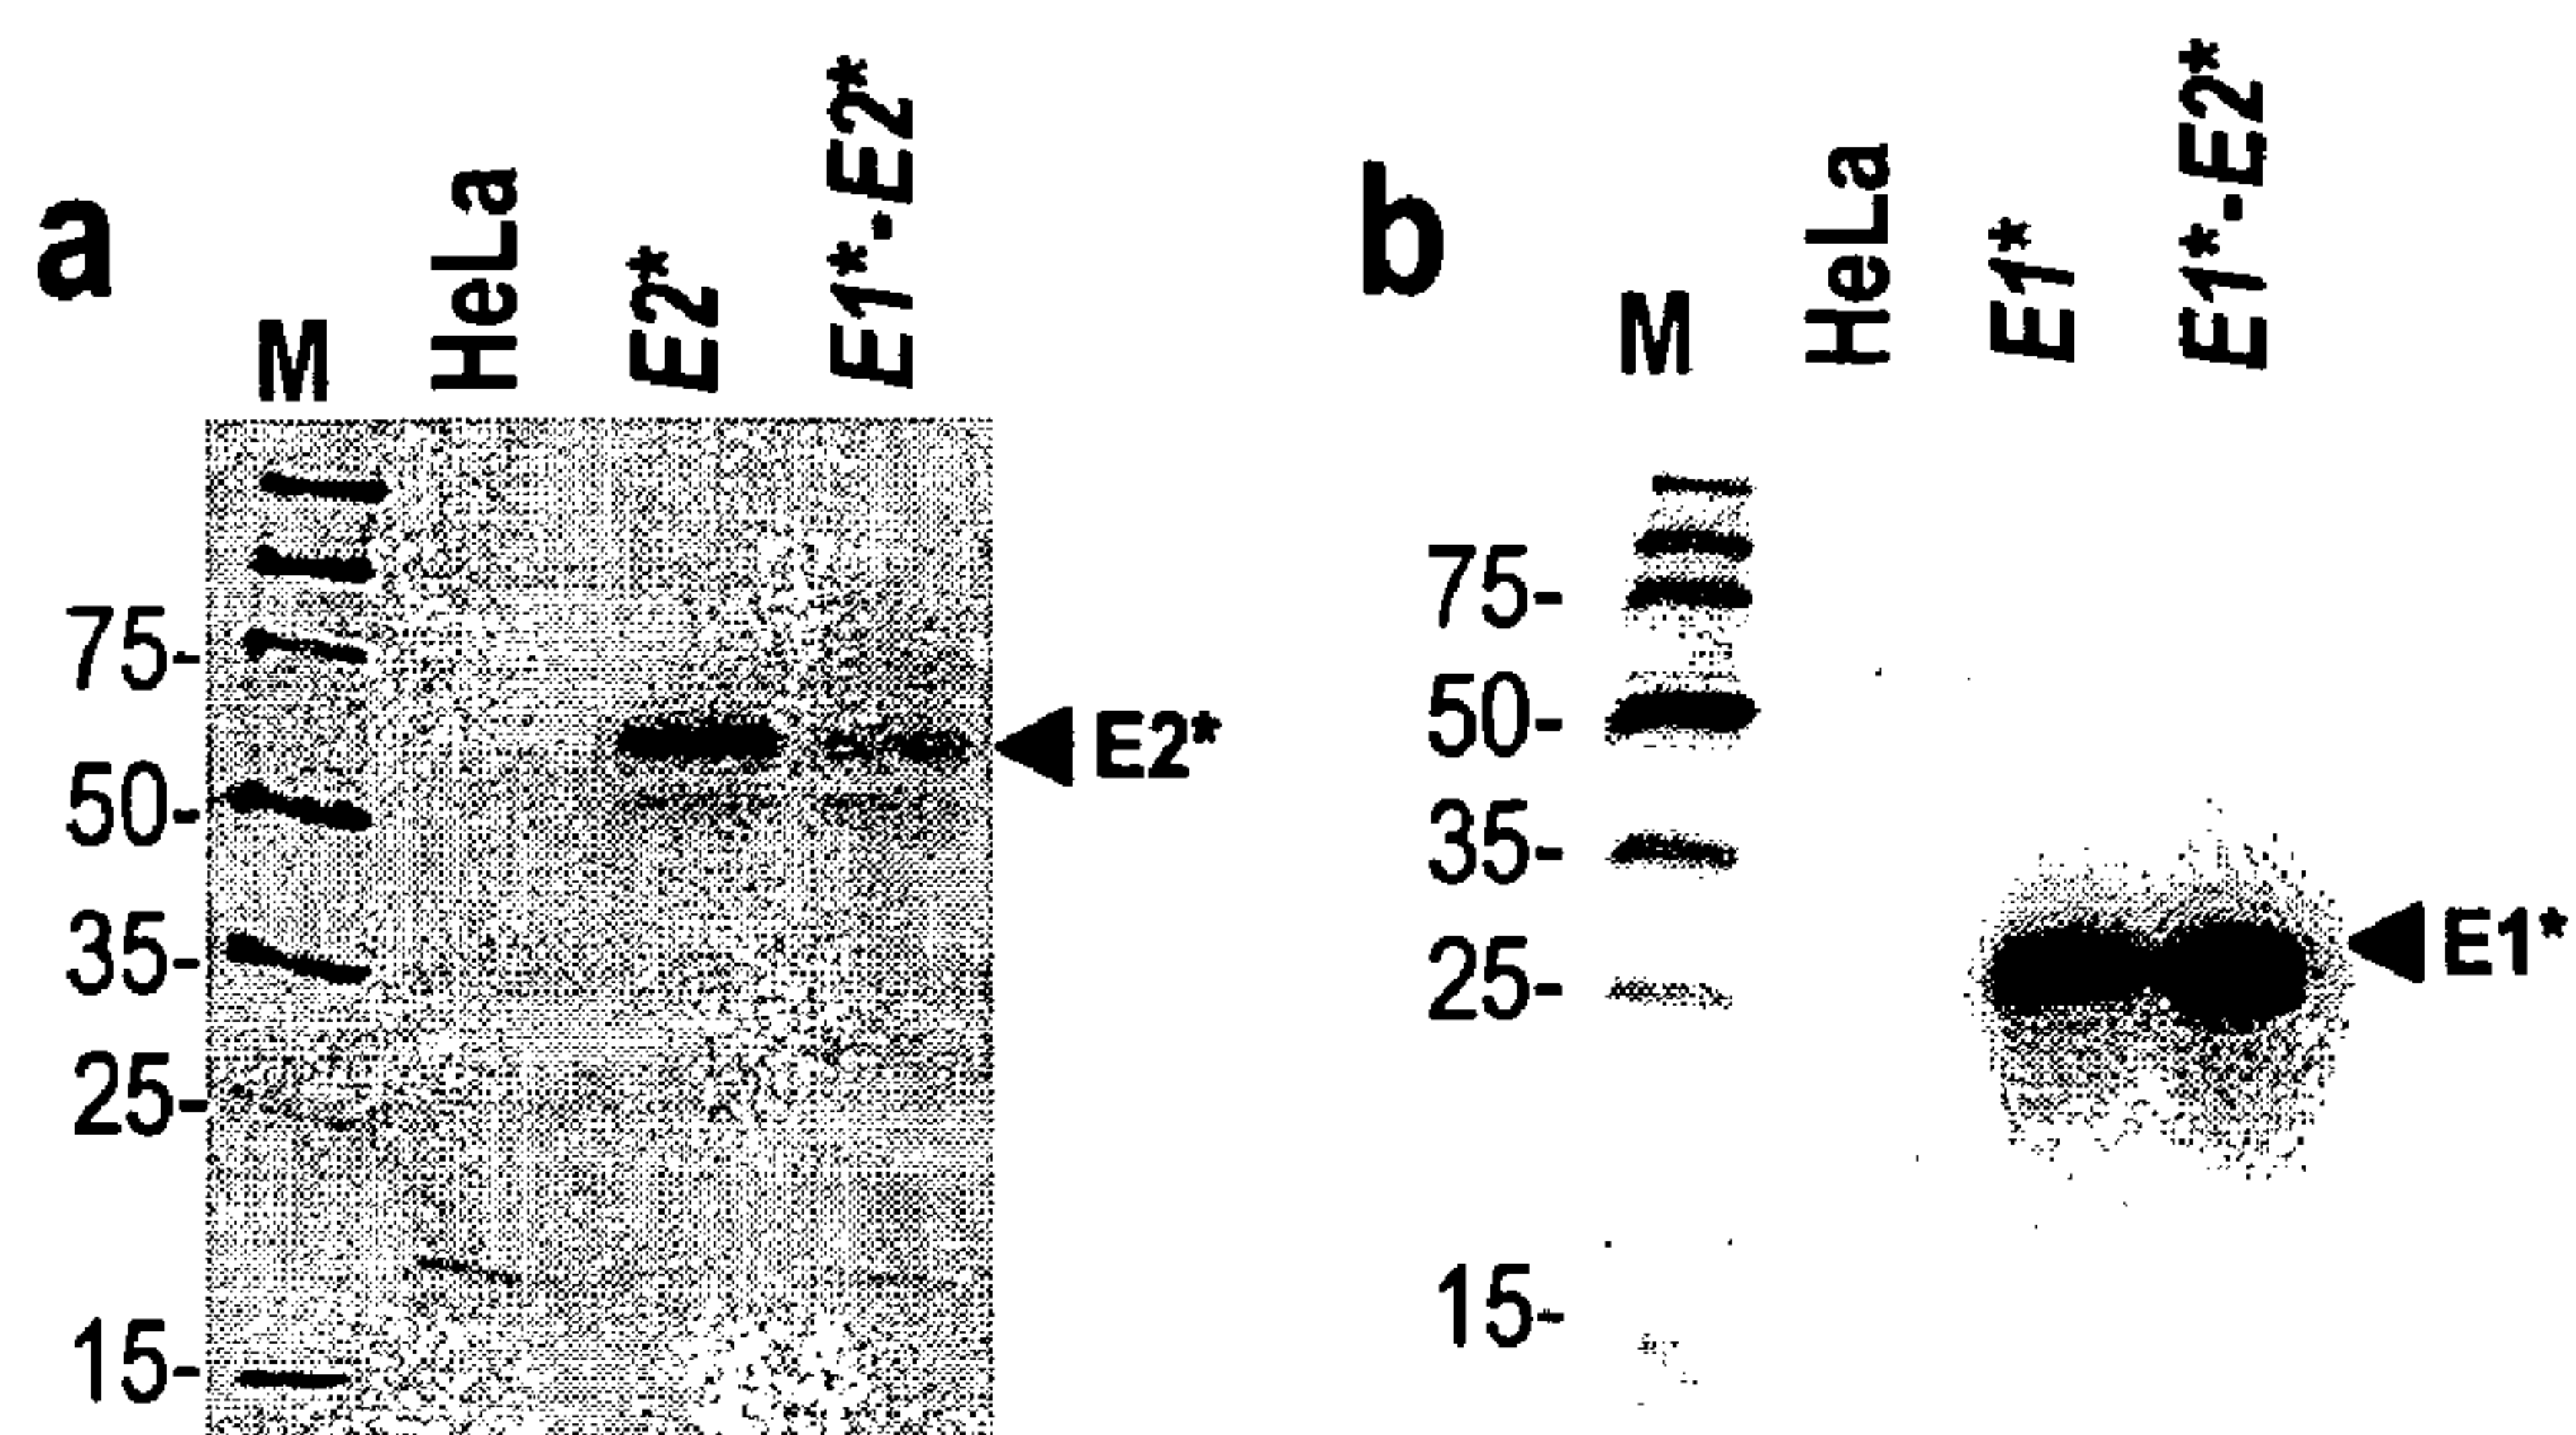 a
M
HeLa
E2*
E1*-E2*
75-
50-
35-
25-
15-
E2*
b
M
HeLa
E1*
E1*-E2*
75-
50-
35-
25-
15-
E1*